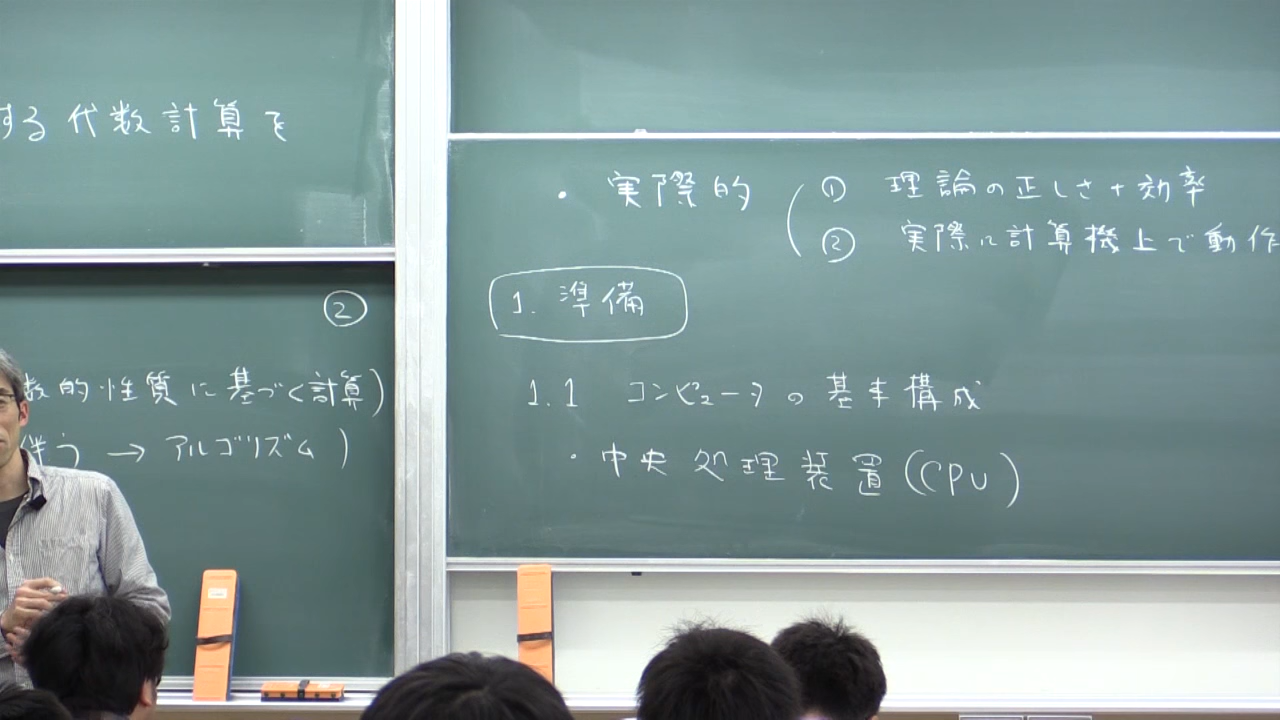 する代数計算を
②
数的性質に基づく計算)
伴う → アルゴリズム)
・実際的 ( ① 理論の正しさ + 効率
② 実際に計算機上で動作
1. 準備
1.1 コンピュータの基本構成
・中央処理装置(CPU)